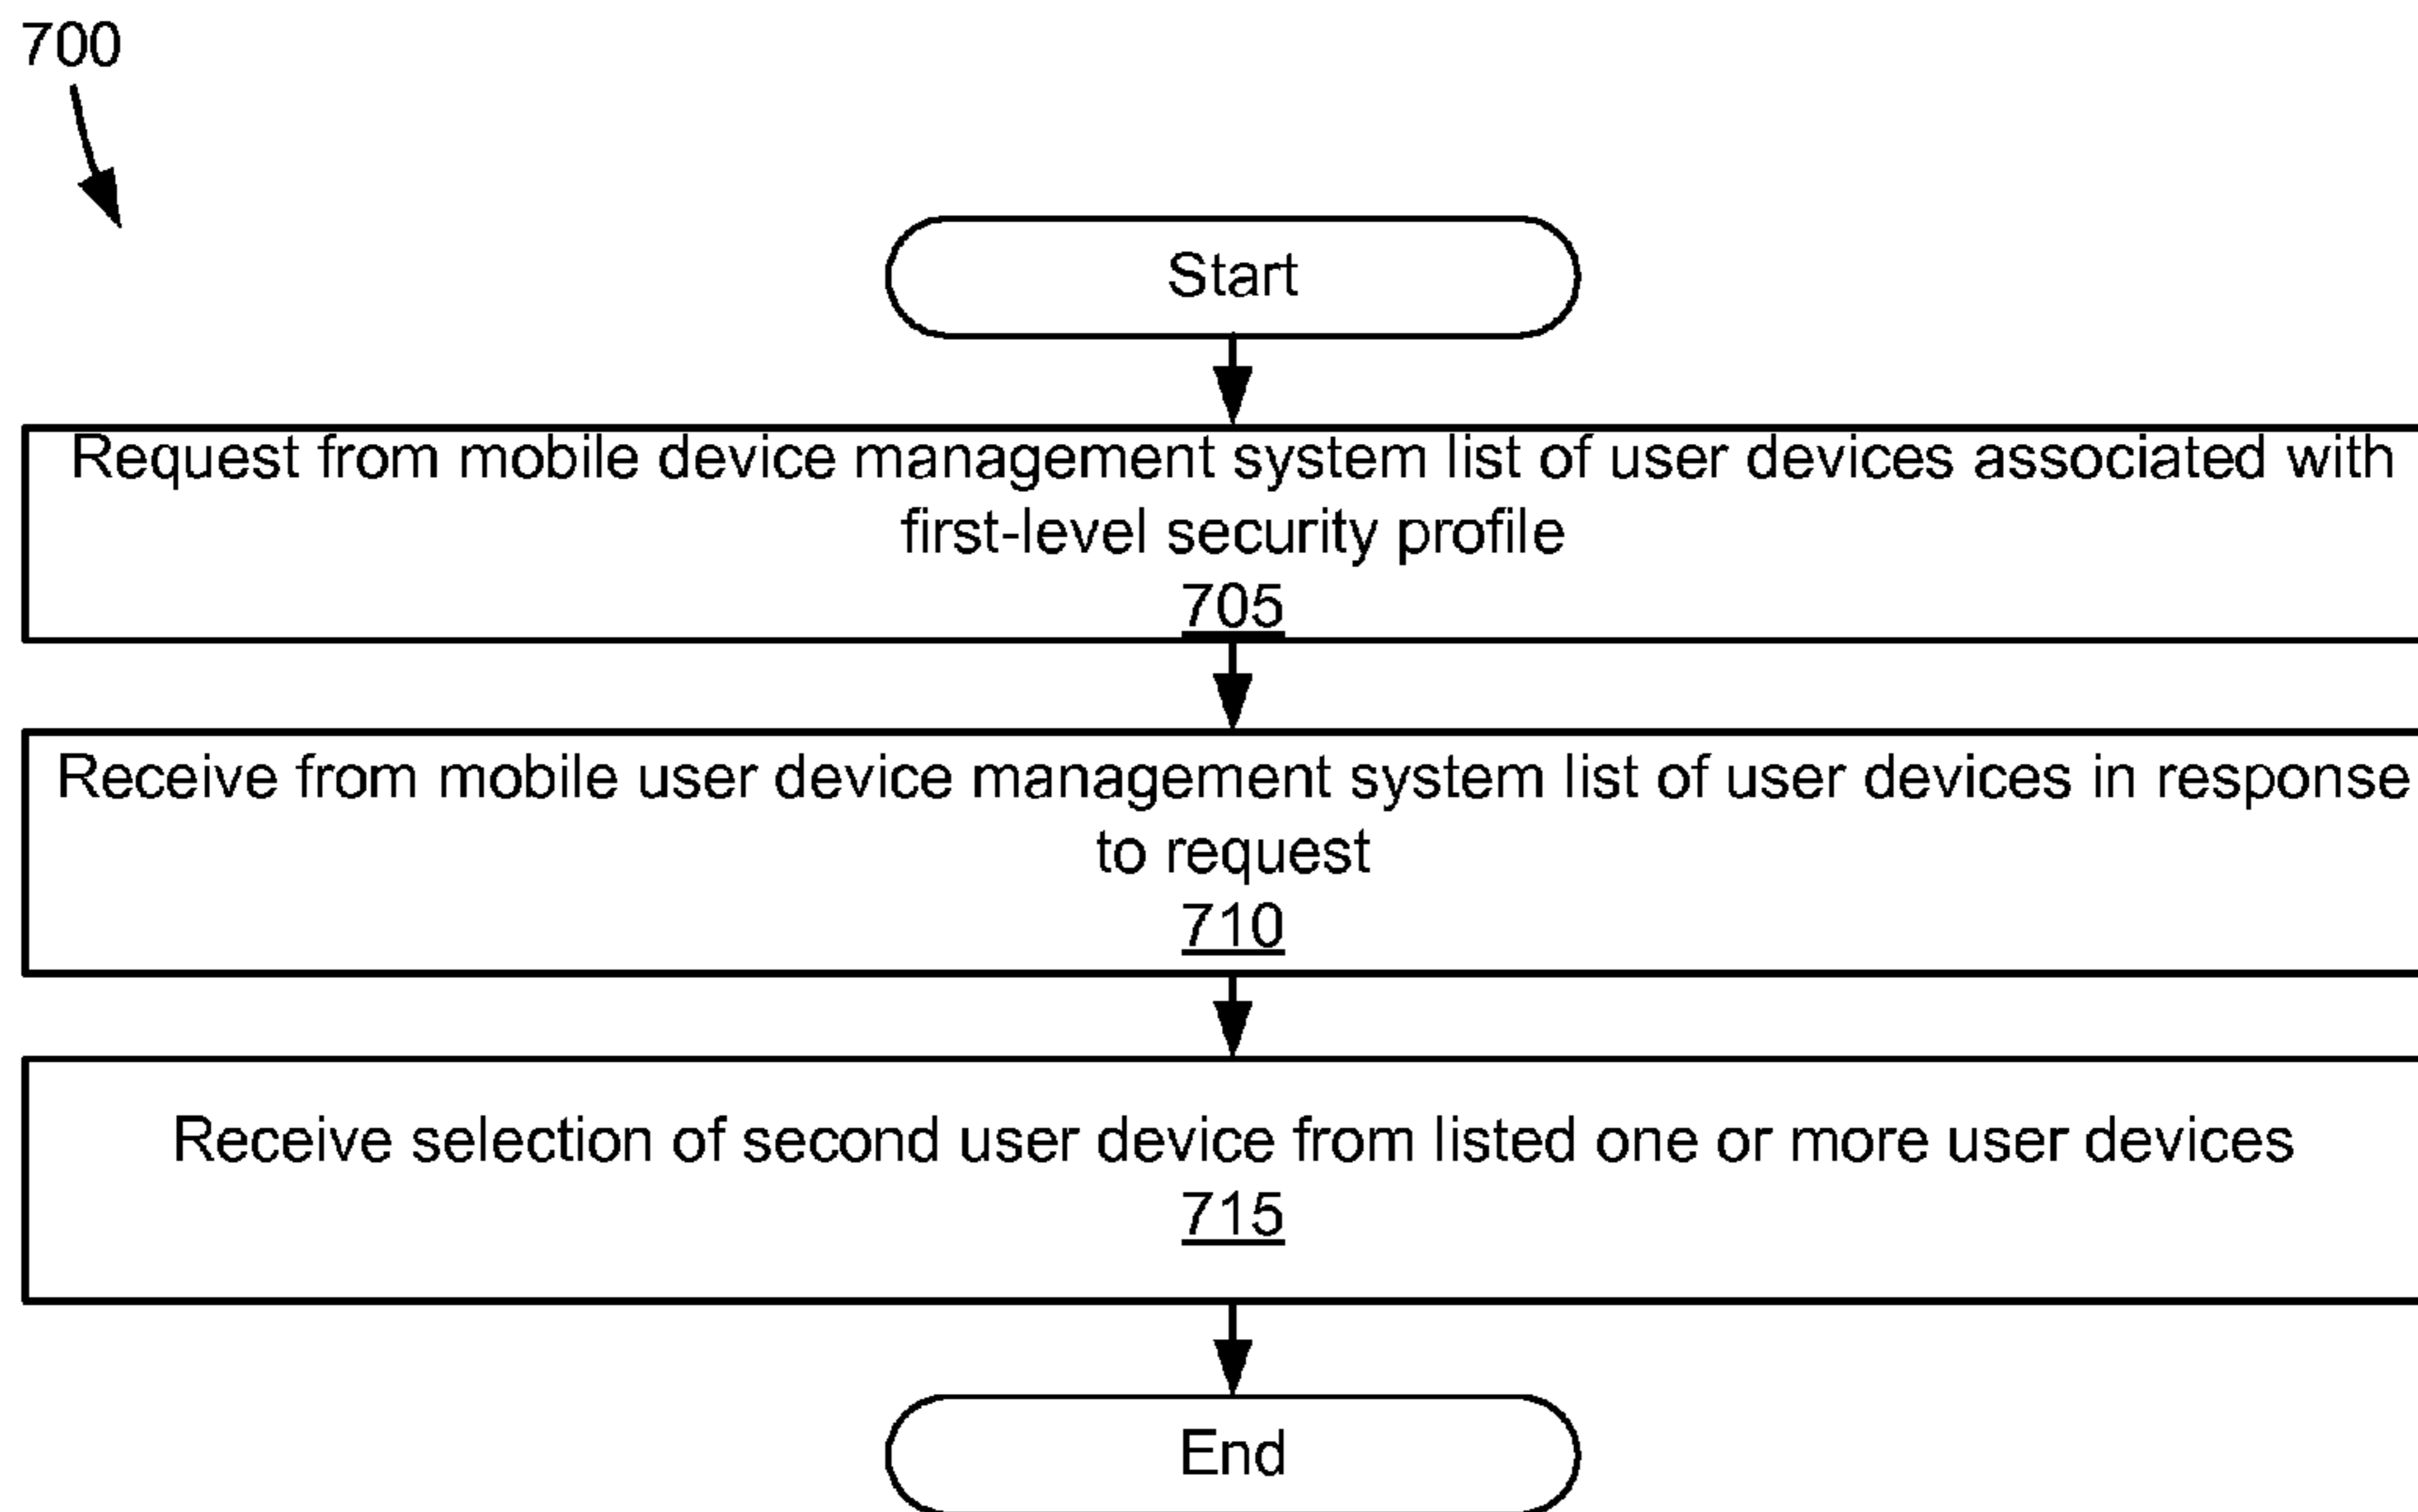 700
Start
Request from mobile device management system list of user devices associated with
first-level security profile
705
Receive from mobile user device management system list of user devices in response
to request
710
Receive selection of second user device from listed one or more user devices
715
End